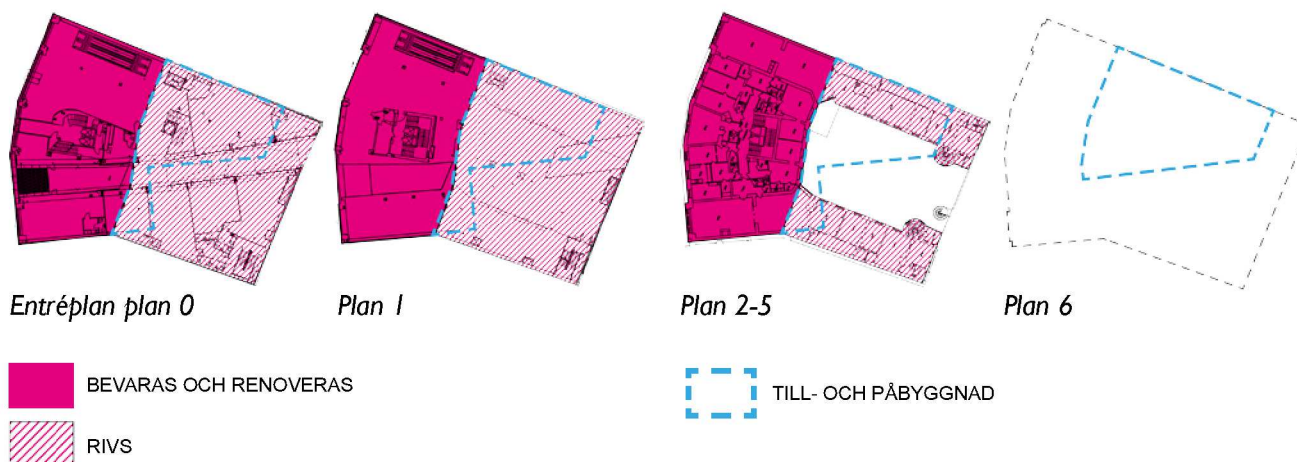 Entréplan plan 0
Plan 1
Plan 2-5
Plan 6
BEVARAS OCH RENOVERAS
TILL- OCH PÅBYGGNAD
RIVS